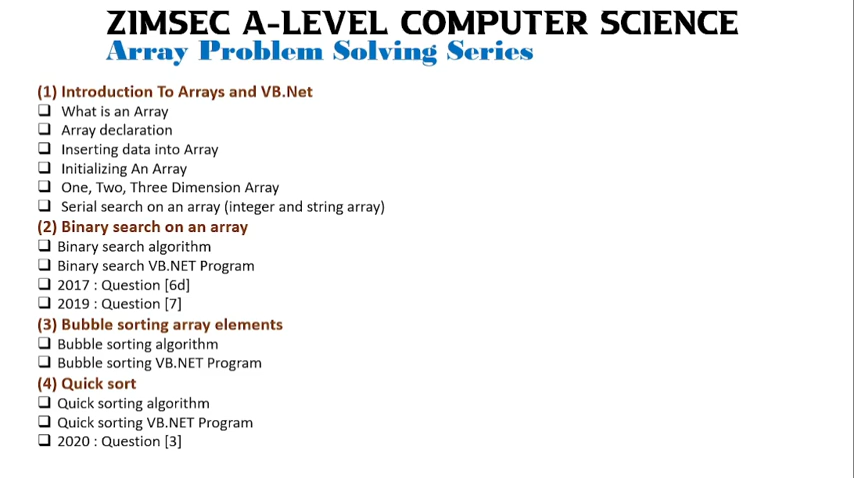 ZIMSEC A-LEVEL COMPUTER SCIENCE
Array Problem Solving Series
(1) Introduction To Arrays and VB.Net
❑ What is an Array
❑ Array declaration
❑ Inserting data into Array
❑ Initializing An Array
❑ One, Two, Three Dimension Array
❑ Serial search on an array (integer and string array)
(2) Binary search on an array
❑ Binary search algorithm
❑ Binary search VB.NET Program
❑ 2017 : Question [6d]
❑ 2019 : Question [7]
(3) Bubble sorting array elements
❑ Bubble sorting algorithm
❑ Bubble sorting VB.NET Program
(4) Quick sort
❑ Quick sorting algorithm
❑ Quick sorting VB.NET Program
❑ 2020 : Question [3]